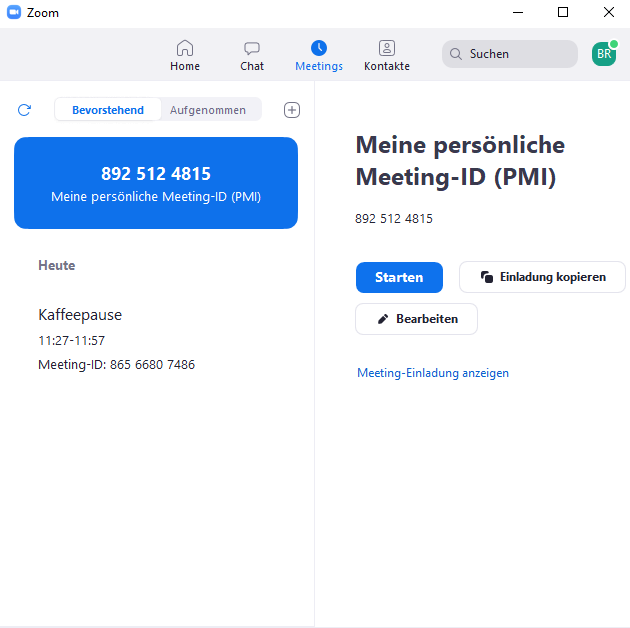 Zoom
Home
Chat
Meetings
Kontakte
Suchen
BR
Bevorstehend
Aufgenommen
892 512 4815
Meine persönliche Meeting-ID (PMI)
Heute
Kaffeepause
11:27-11:57
Meeting-ID: 865 6680 7486
Meine persönliche
Meeting-ID (PMI)
892 512 4815
Starten
Einladung kopieren
Bearbeiten
Meeting-Einladung anzeigen